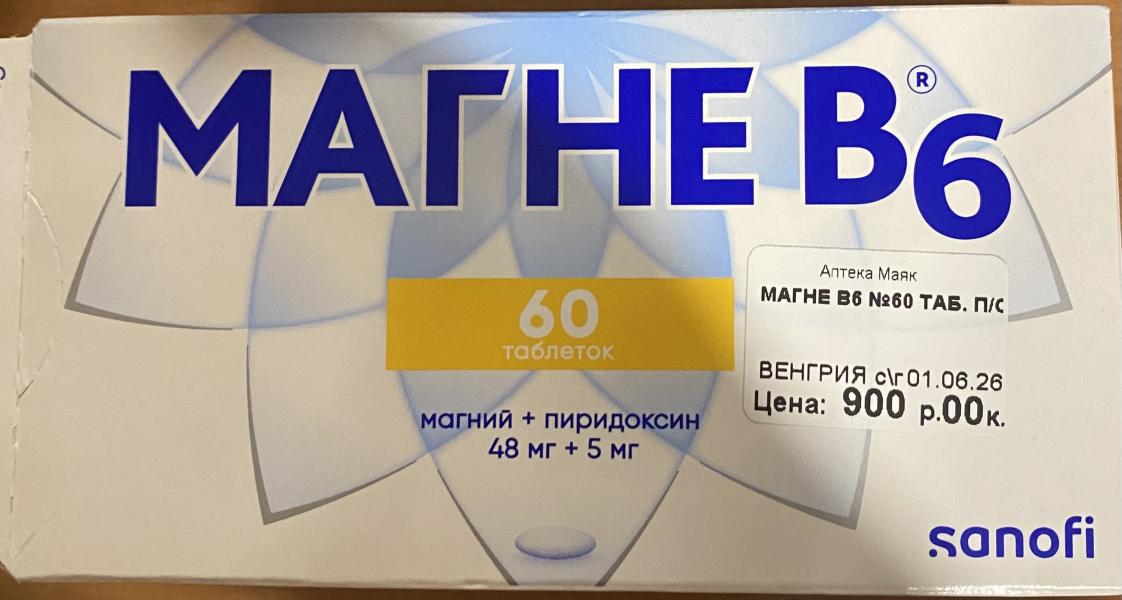 МАГНЕ B6®
60
таблеток
магний + пиридоксин
48 мг + 5 мг
Аптека Маяк
МАГНЕ В6 №60 ТАБ. П/О
ВЕНГРИЯ с\г 01.06.26
Цена: 900 р.00к.
sanofi